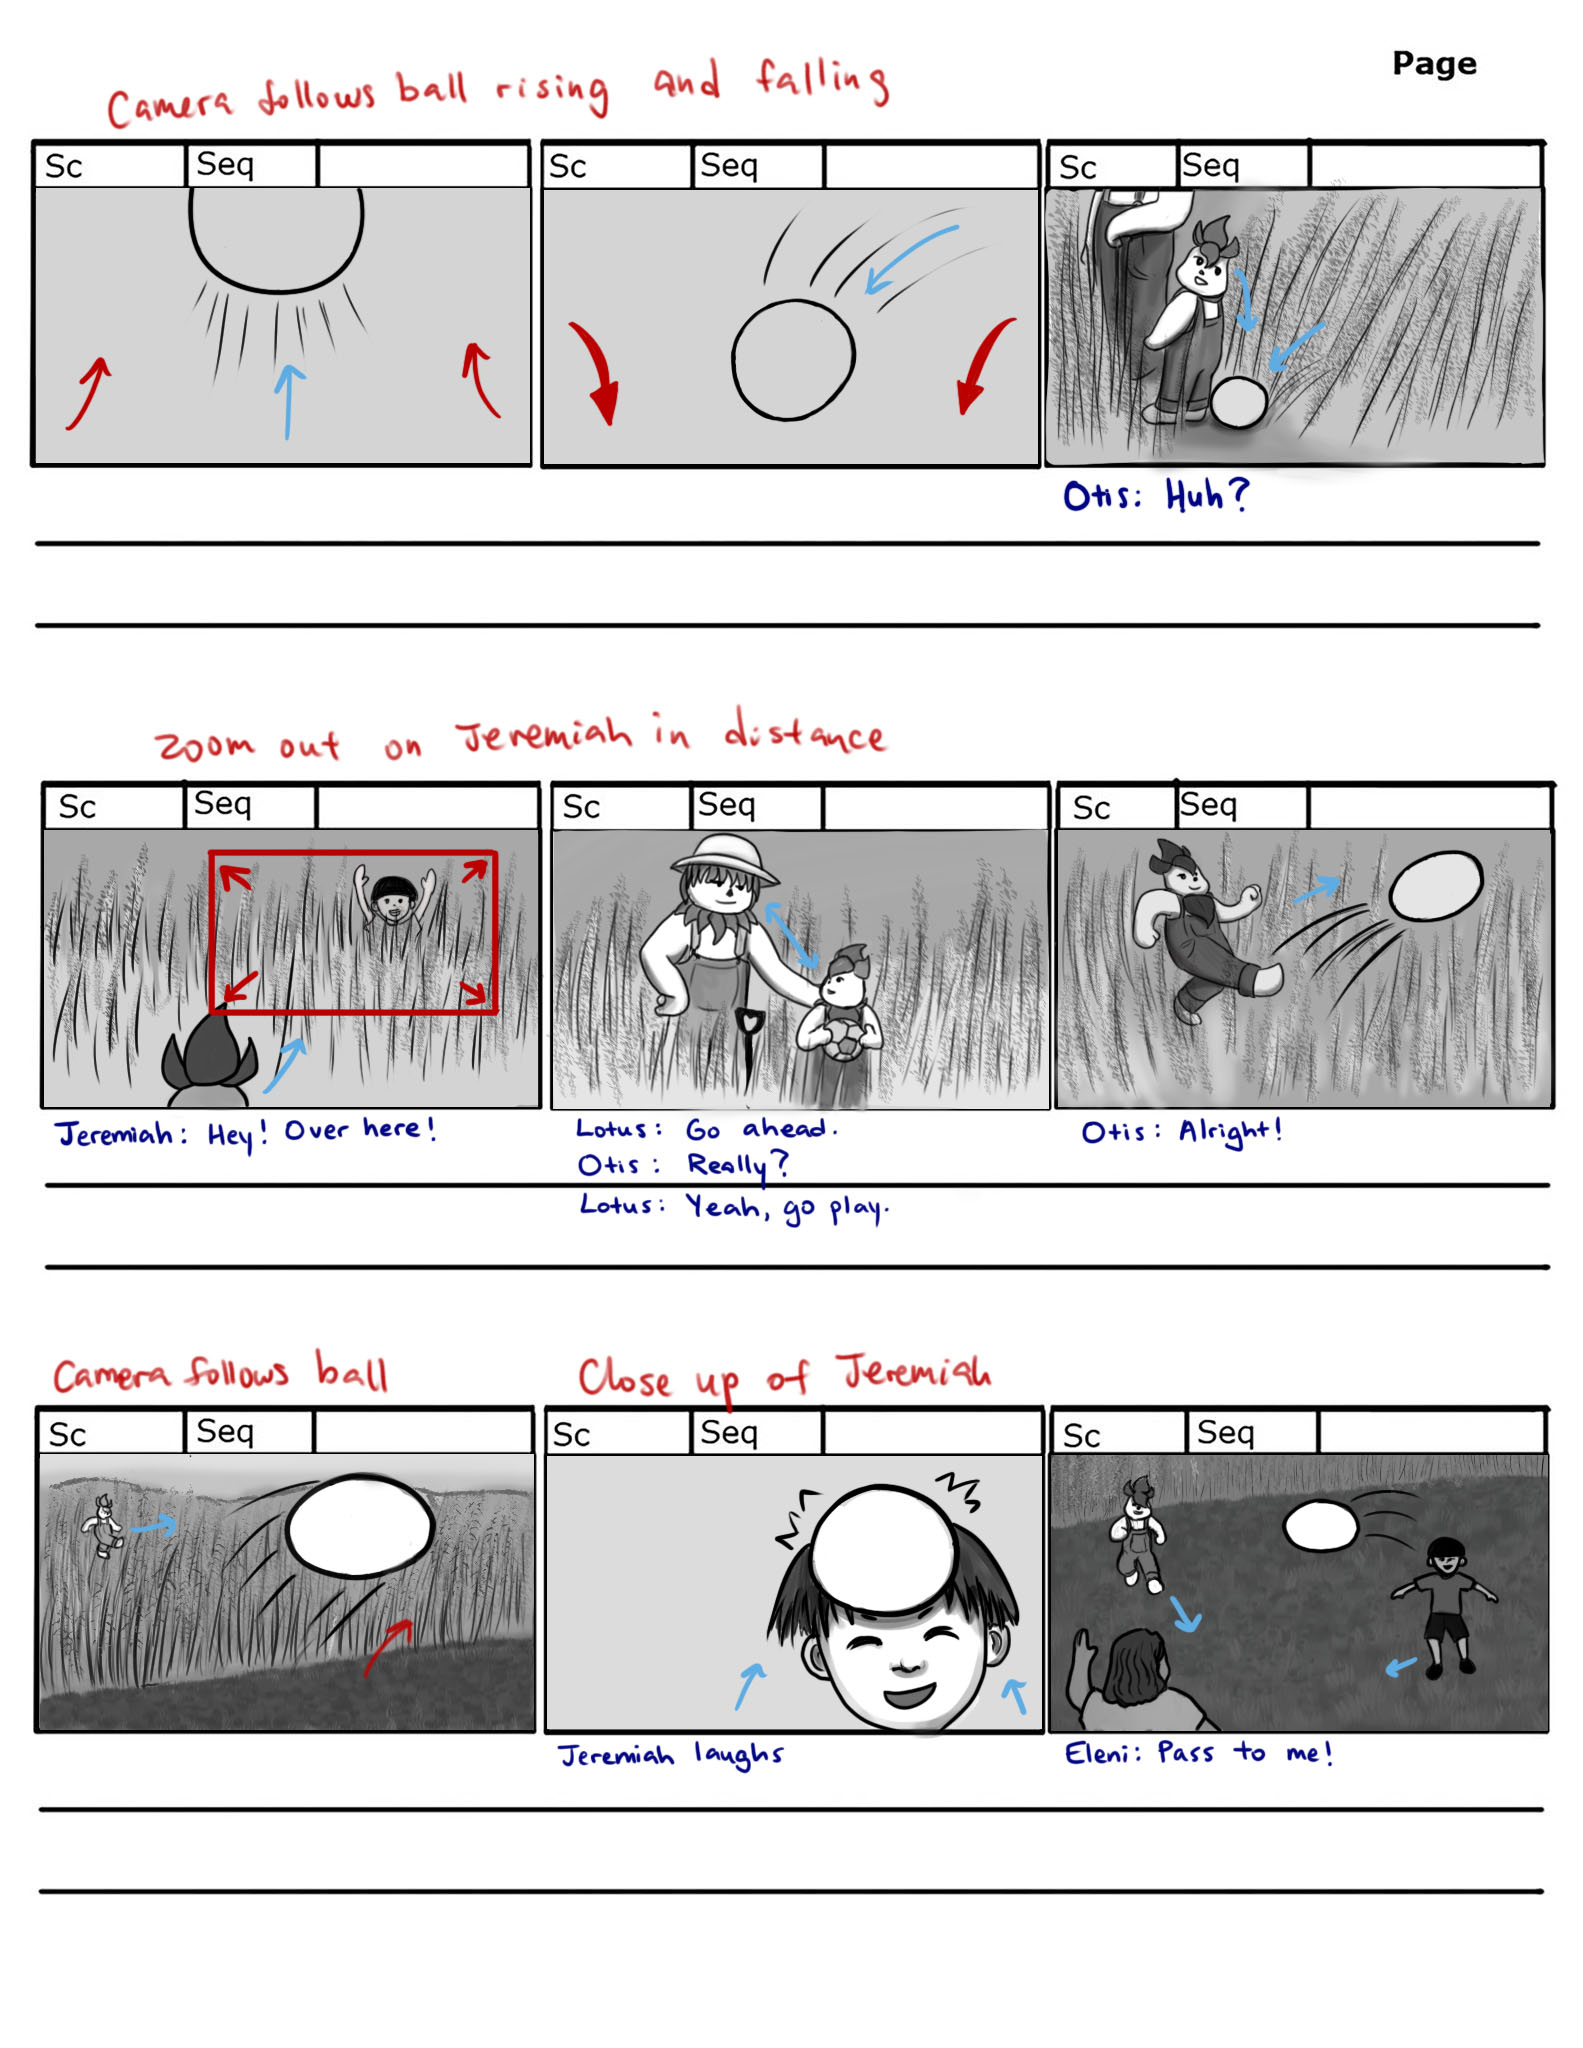 Page
Camera follows ball rising and falling
Sc Seq
Sc Seq
Sc Seq
Otis: Huh?
Zoom out on Jeremiah in distance
Sc Seq
Sc Seq
Sc Seq
Jeremiah: Hey! Over here!
Lotus: Go ahead.
Otis: Really?
Lotus: Yeah, go play.
Otis: Alright!
Camera follows ball
Close up of Jeremiah
Sc Seq
Sc Seq
Sc Seq
Jeremiah laughs
Eleni: Pass to me!